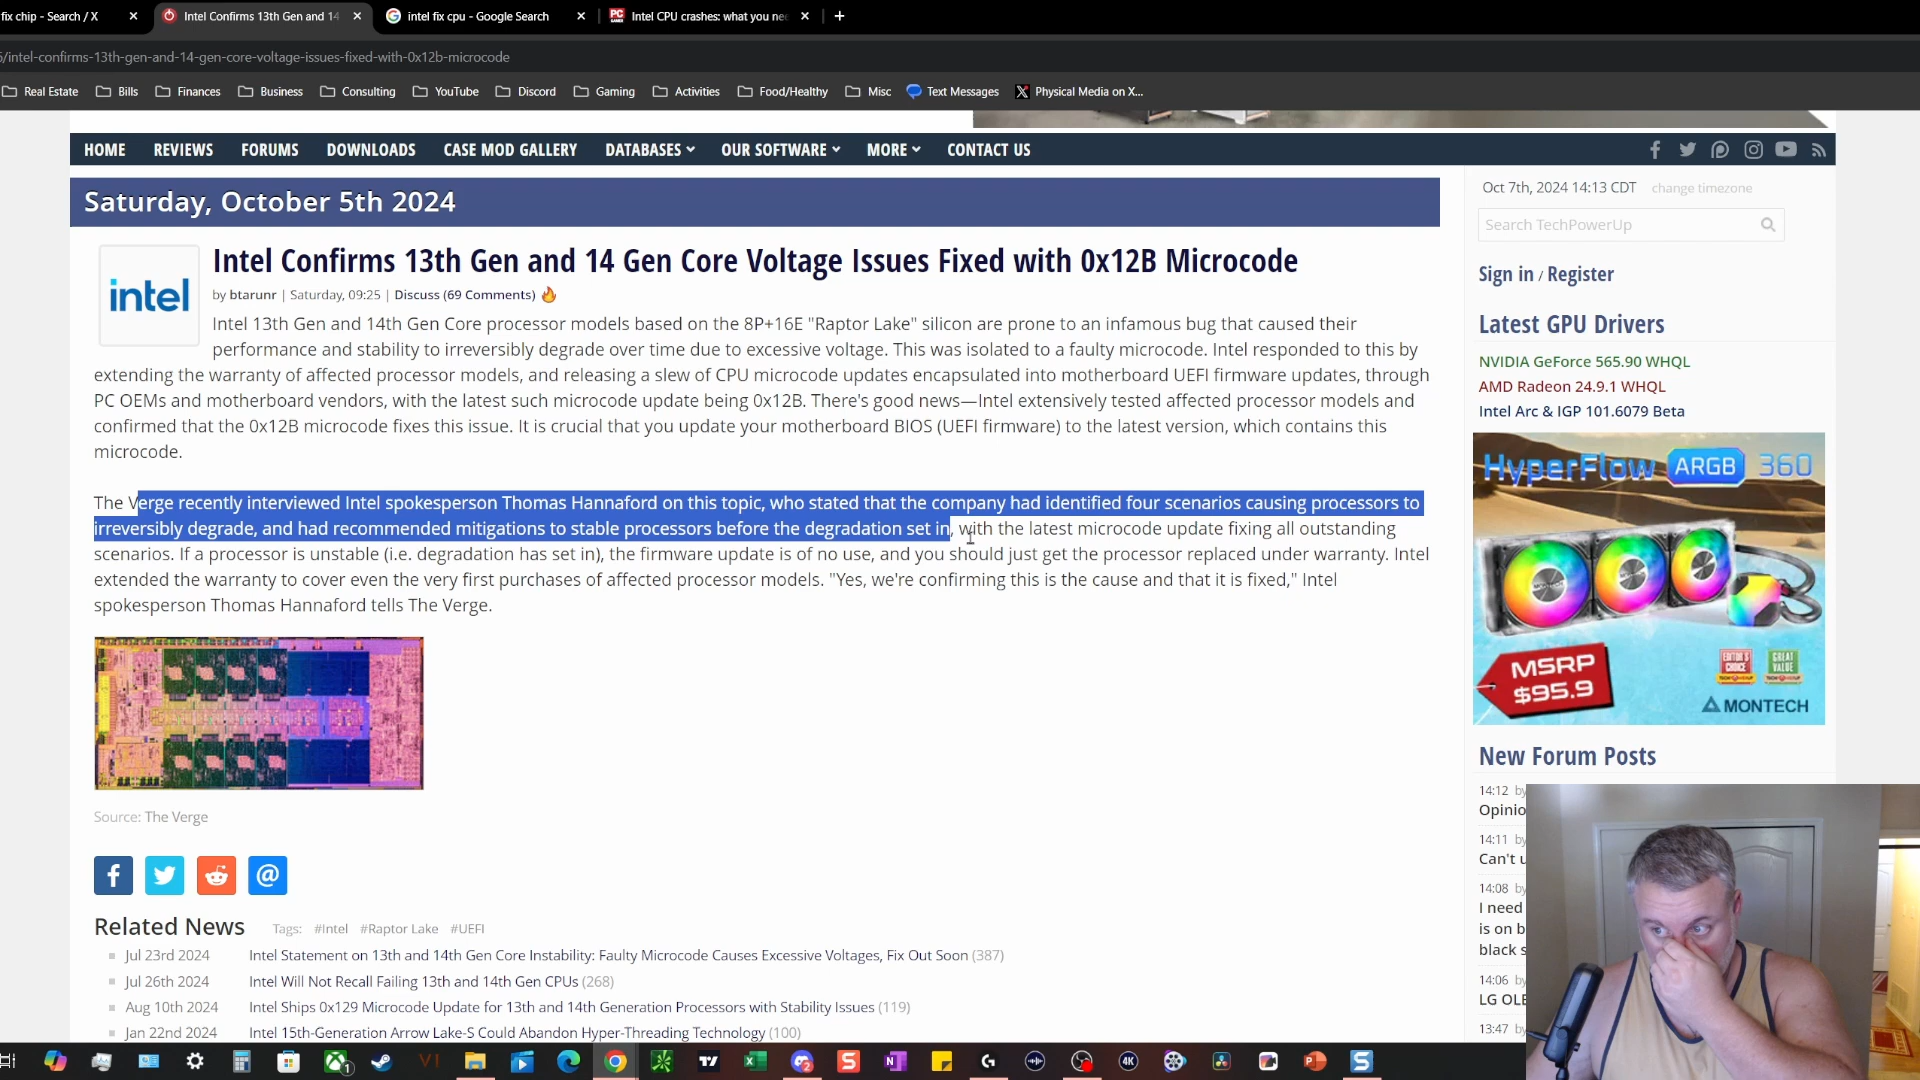 fix chip - Search / X
Intel Confirms 13th Gen and 14
intel fix cpu - Google Search
Intel CPU crashes: what you nee
/intel-confirms-13th-gen-and-14-gen-core-voltage-issues-fixed-with-0x12b-microcode
Real Estate Bills Finances Business Consulting YouTube Discord Gaming Activities Food/Healthy Misc Text Messages Physical Media on X...
HOME REVIEWS FORUMS DOWNLOADS CASE MOD GALLERY DATABASES OUR SOFTWARE MORE CONTACT US
Saturday, October 5th 2024
intel
Intel Confirms 13th Gen and 14 Gen Core Voltage Issues Fixed with 0x12B Microcode
by btarunr | Saturday, 09:25 | Discuss (69 Comments)
Intel 13th Gen and 14th Gen Core processor models based on the 8P+16E "Raptor Lake" silicon are prone to an infamous bug that caused their
performance and stability to irreversibly degrade over time due to excessive voltage. This was isolated to a faulty microcode. Intel responded to this by
extending the warranty of affected processor models, and releasing a slew of CPU microcode updates encapsulated into motherboard UEFI firmware updates, through
PC OEMs and motherboard vendors, with the latest such microcode update being 0x12B. There's good news—Intel extensively tested affected processor models and
confirmed that the 0x12B microcode fixes this issue. It is crucial that you update your motherboard BIOS (UEFI firmware) to the latest version, which contains this
microcode.
The Verge recently interviewed Intel spokesperson Thomas Hannaford on this topic, who stated that the company had identified four scenarios causing processors to
irreversibly degrade, and had recommended mitigations to stable processors before the degradation set in, with the latest microcode update fixing all outstanding
scenarios. If a processor is unstable (i.e. degradation has set in), the firmware update is of no use, and you should just get the processor replaced under warranty. Intel
extended the warranty to cover even the very first purchases of affected processor models. "Yes, we're confirming this is the cause and that it is fixed," Intel
spokesperson Thomas Hannaford tells The Verge.
Source: The Verge
Related News Tags: #Intel #Raptor Lake #UEFI
Jul 23rd 2024 Intel Statement on 13th and 14th Gen Core Instability: Faulty Microcode Causes Excessive Voltages, Fix Out Soon (387)
Jul 26th 2024 Intel Will Not Recall Failing 13th and 14th Gen CPUs (268)
Aug 10th 2024 Intel Ships 0x129 Microcode Update for 13th and 14th Generation Processors with Stability Issues (119)
Jan 22nd 2024 Intel 15th-Generation Arrow Lake-S Could Abandon Hyper-Threading Technology (100)
Oct 7th, 2024 14:13 CDT change timezone
Search TechPowerUp
Sign in / Register
Latest GPU Drivers
NVIDIA GeForce 565.90 WHQL
AMD Radeon 24.9.1 WHQL
Intel Arc & IGP 101.6079 Beta
HyperFlow ARGB 360
MSRP
$95.9
EDITOR'S CHOICE GREAT VALUE
MONTECH
New Forum Posts
14:12 by
Opinio
14:11 by
Can't u
14:08 by
I need
is on b
black s
14:06 by
LG OLE
13:47 by